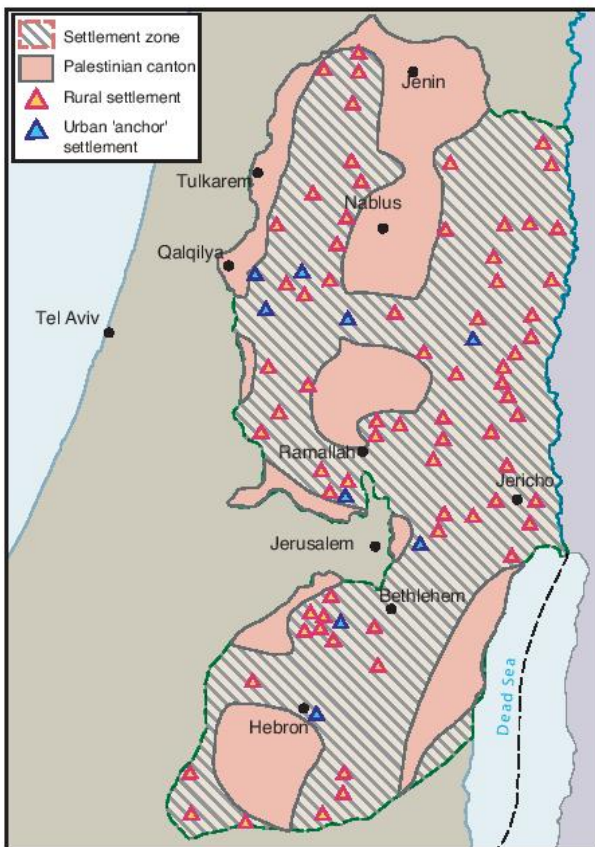 Settlement zone
Palestinian canton
Rural settlement
Urban 'anchor'
settlement
Jenin
Tulkarem
Nablus
Qalqilya
Tel Aviv
Ramallah
Jericho
Jerusalem
Bethlehem
Dead Sea
Hebron